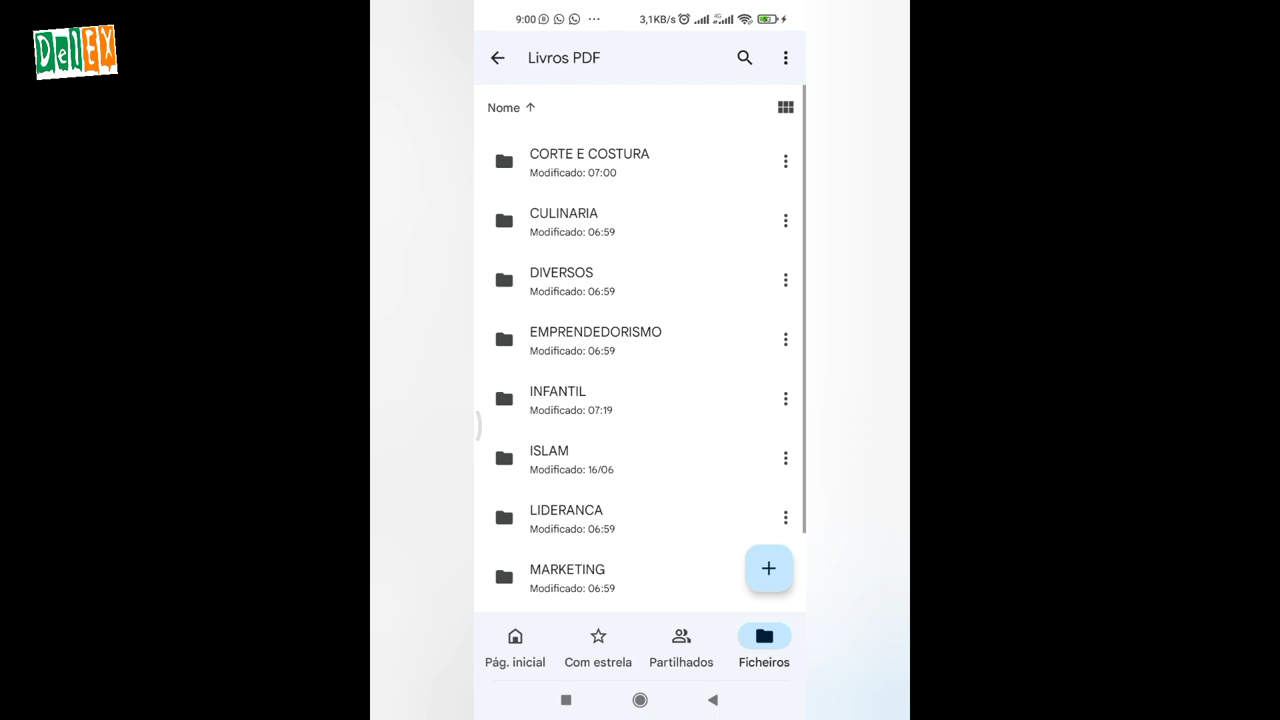 DelEX
9:00
3,1KB/s 4G
Livros PDF
Nome
CORTE E COSTURA
Modificado: 07:00
CULINARIA
Modificado: 06:59
DIVERSOS
Modificado: 06:59
EMPRENDEDORISMO
Modificado: 06:59
INFANTIL
Modificado: 07:19
ISLAM
Modificado: 16/06
LIDERANCA
Modificado: 06:59
MARKETING
Modificado: 06:59
Pág. inicial Com estrela Partilhados Ficheiros